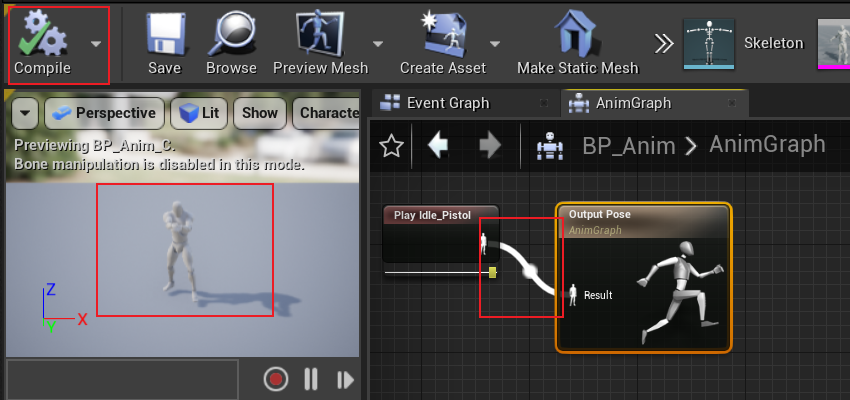 Compile
Save
Browse
Preview Mesh
Create Asset
Make Static Mesh
Skeleton
Perspective
Lit
Show
Characte
Previewing BP_Anim_C.
Bone manipulation is disabled in this mode.
Z
X
Y
Event Graph
AnimGraph
BP_Anim
AnimGraph
Play Idle_Pistol
Output Pose
AnimGraph
Result